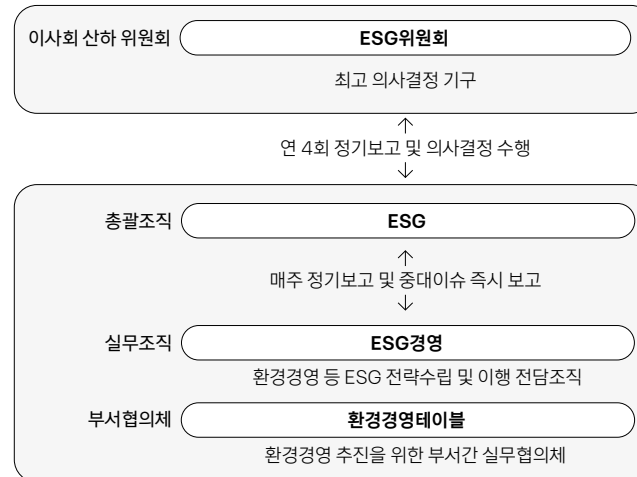 이사회 산하 위원회 ESG위원회
최고 의사결정 기구
연 4회 정기보고 및 의사결정 수행
총괄조직 ESG
매주 정기보고 및 중대이슈 즉시 보고
실무조직 ESG경영
환경경영 등 ESG 전략수립 및 이행 전담조직
부서협의체 환경경영테이블
환경경영 추진을 위한 부서간 실무협의체